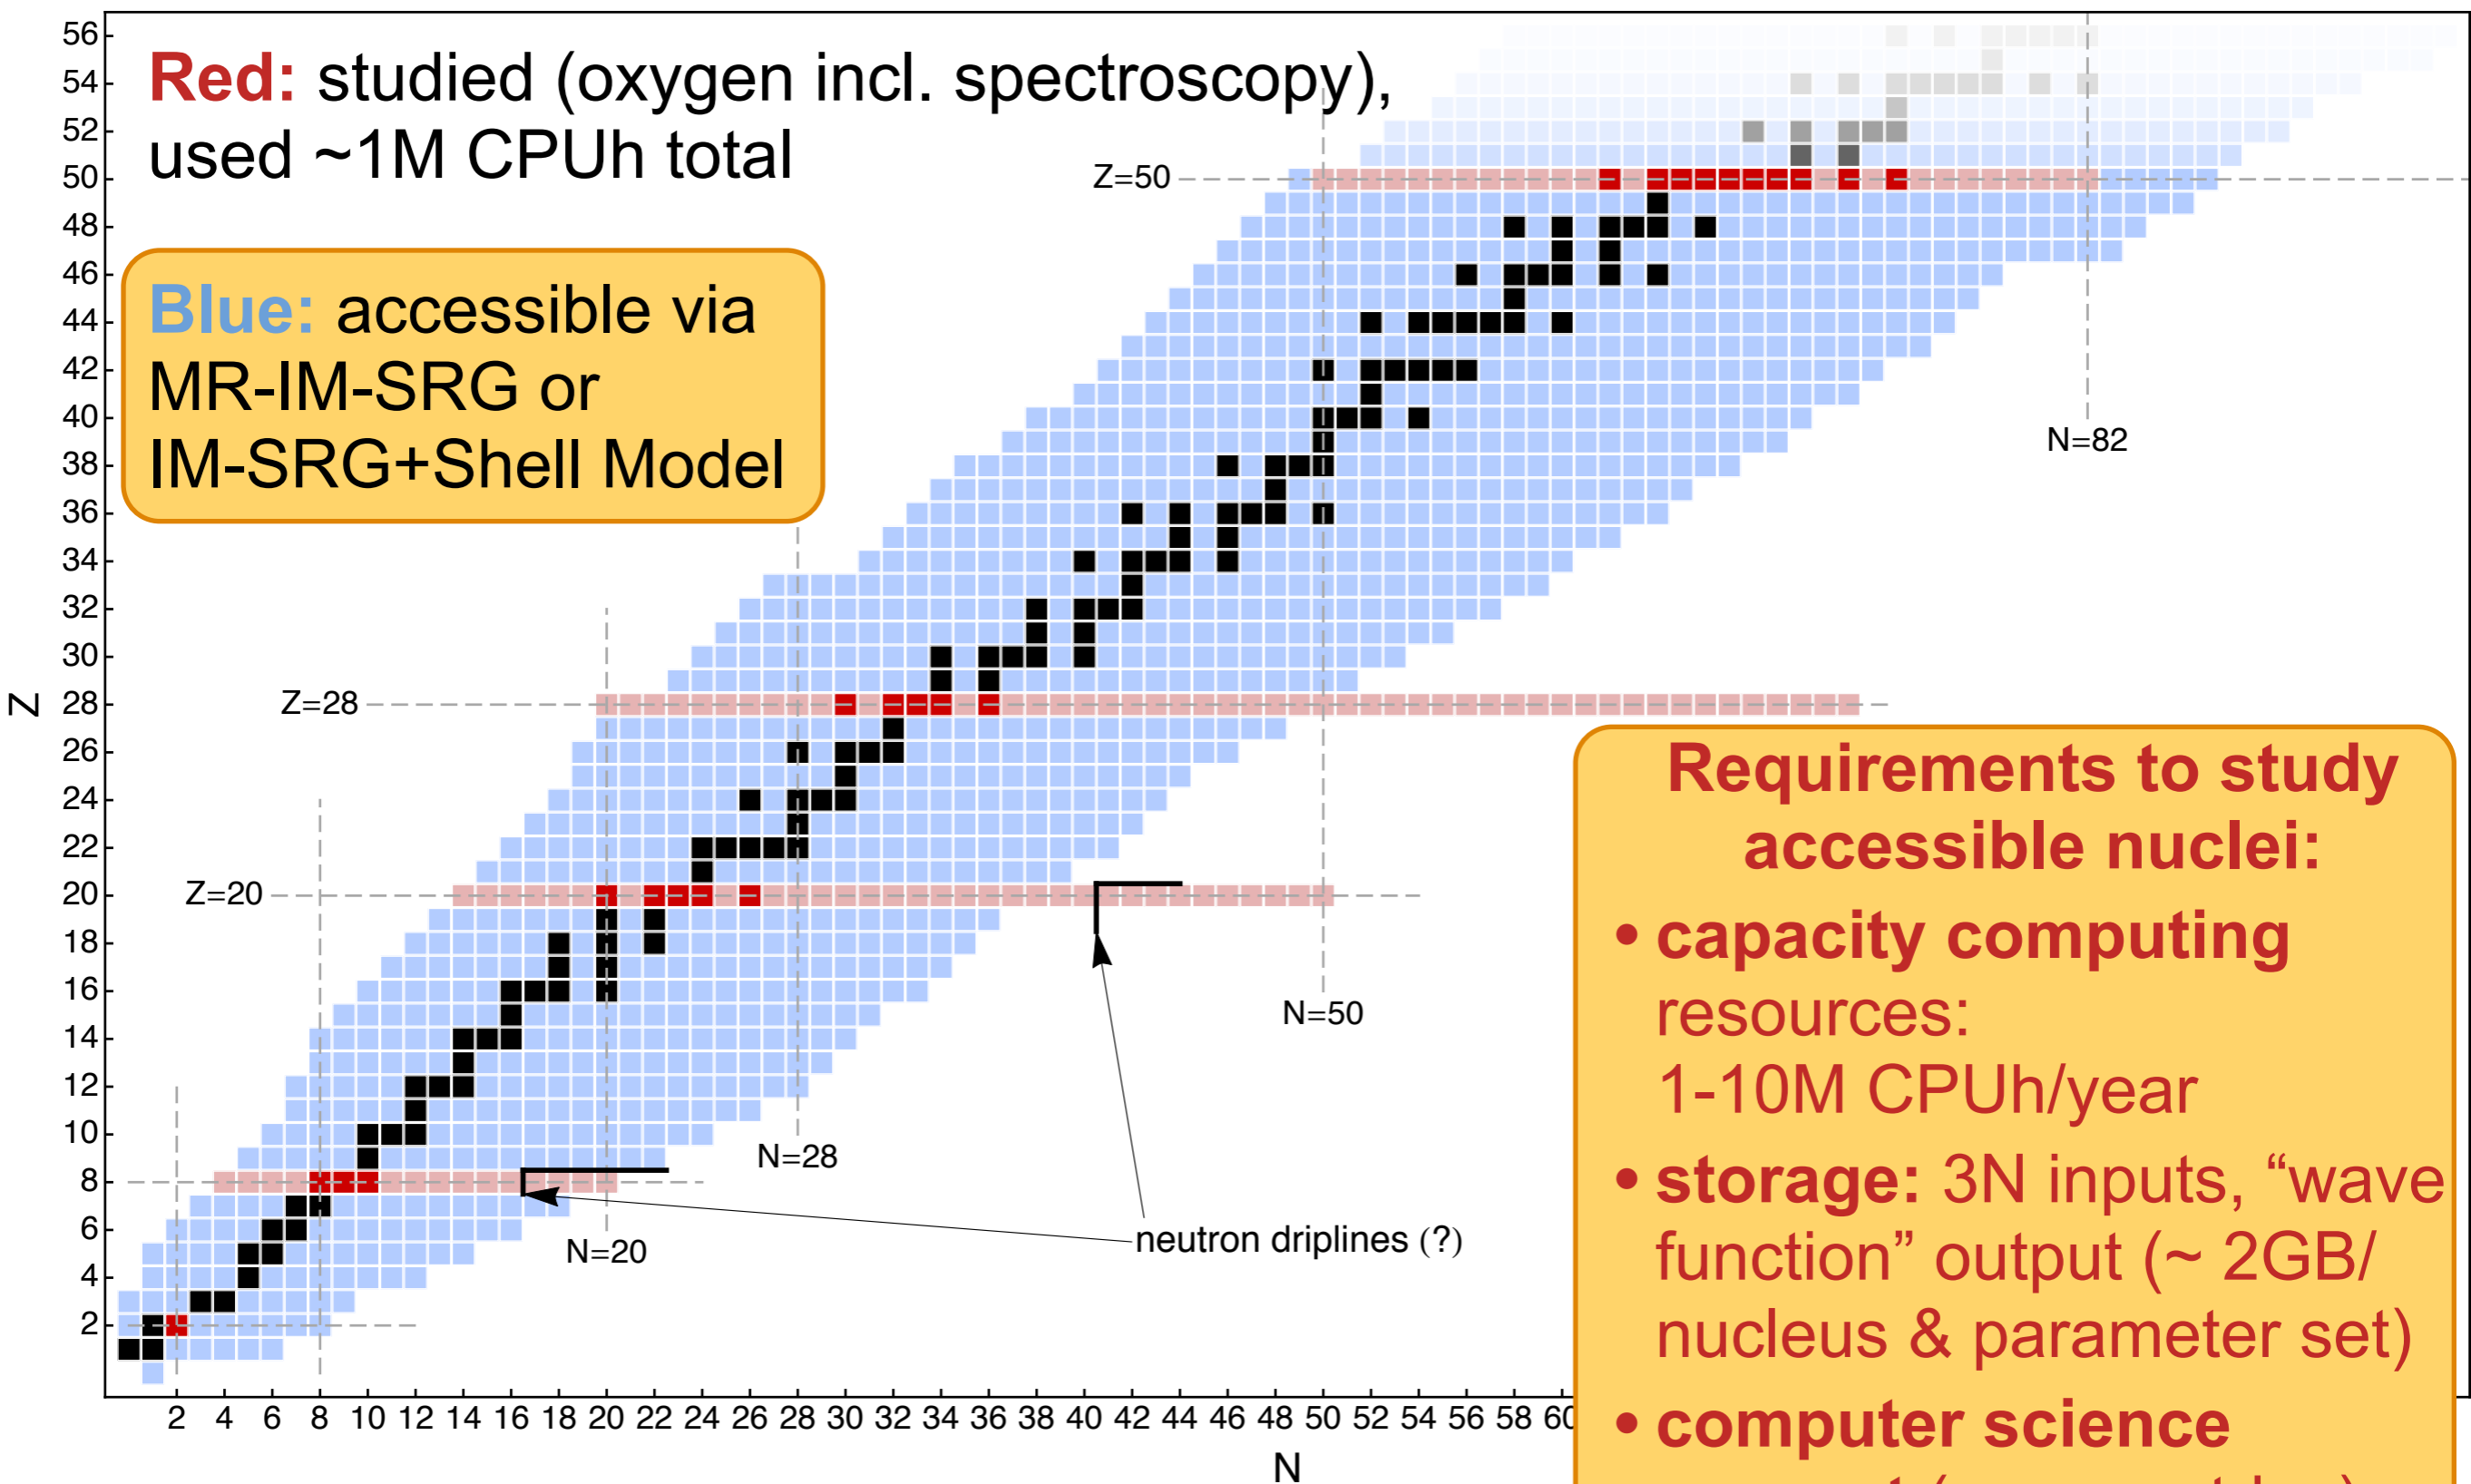 Red: studied (oxygen incl. spectroscopy),
used ~1M CPUh total
Blue: accessible via
MR-IM-SRG or
IM-SRG+Shell Model
Z
56
54
52
50
48
46
44
42
40
38
36
34
32
30
28
26
24
22
20
18
16
14
12
10
8
6
4
2
Z=50
N=82
Z=28
Z=20
N=50
N=28
N=20
neutron driplines (?)
2 4 6 8 10 12 14 16 18 20 22 24 26 28 30 32 34 36 38 40 42 44 46 48 50 52 54 56 58 60
N
Requirements to study
accessible nuclei:
• capacity computing
resources:
1-10M CPUh/year
• storage: 3N inputs, “wave
function” output (~ 2GB/
nucleus & parameter set)
• computer science